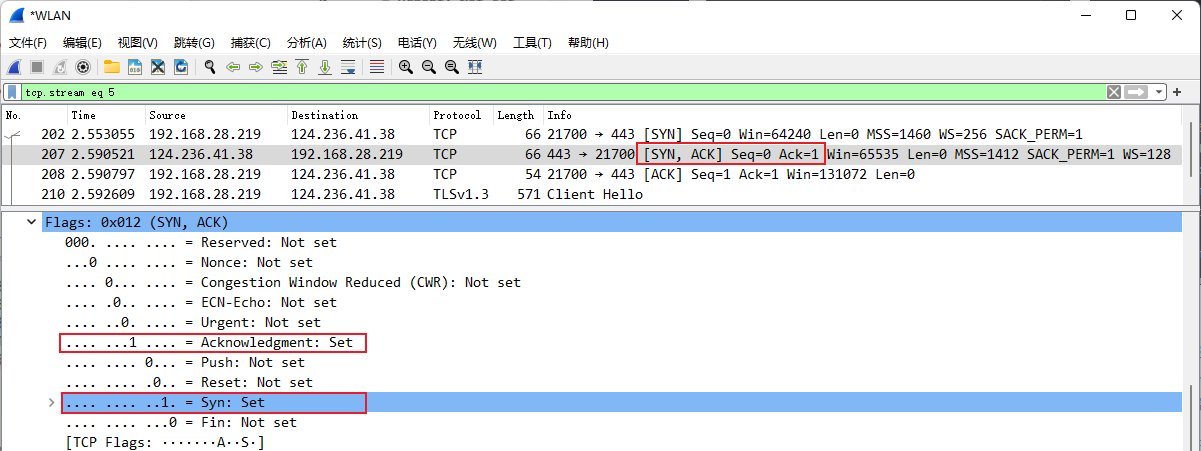 *WLAN
文件(F) 编辑(E) 视图(V) 跳转(G) 捕获(C) 分析(A) 统计(S) 电话(Y) 无线(W) 工具(T) 帮助(H)
tcp.stream eq 5
No. Time Source Destination Protocol Length Info
202 2.553055 192.168.28.219 124.236.41.38 TCP 66 21700 → 443 [SYN] Seq=0 Win=64240 Len=0 MSS=1460 WS=256 SACK_PERM=1
207 2.590521 124.236.41.38 192.168.28.219 TCP 66 443 → 21700 [SYN, ACK] Seq=0 Ack=1 Win=65535 Len=0 MSS=1412 SACK_PERM=1 WS=128
208 2.590797 192.168.28.219 124.236.41.38 TCP 54 21700 → 443 [ACK] Seq=1 Ack=1 Win=131072 Len=0
210 2.592609 192.168.28.219 124.236.41.38 TLSv1.3 571 Client Hello
Flags: 0x012 (SYN, ACK)
000. .... .... = Reserved: Not set
...0 .... .... = Nonce: Not set
.... 0... .... = Congestion Window Reduced (CWR): Not set
.... .0.. .... = ECN-Echo: Not set
.... ..0. .... = Urgent: Not set
.... ...1 .... = Acknowledgment: Set
.... .... 0... = Push: Not set
.... .... .0.. = Reset: Not set
.... .... ..1. = Syn: Set
.... .... ...0 = Fin: Not set
[TCP Flags: ·······A··S·]